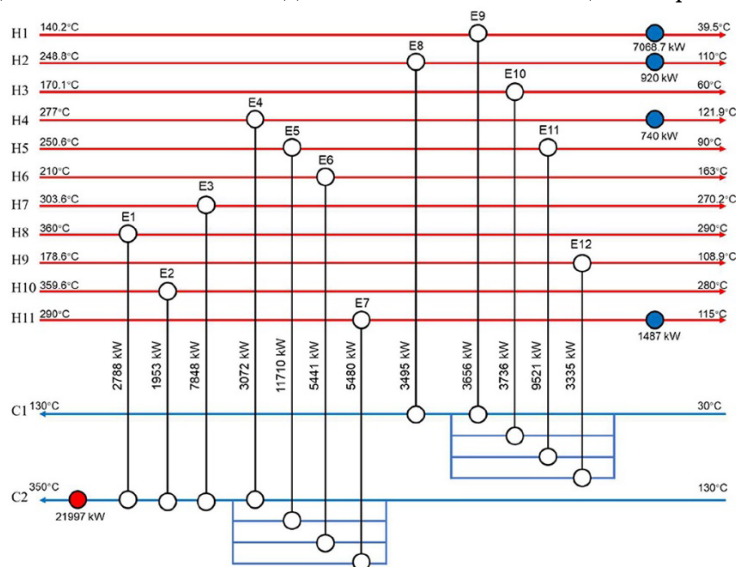 E9
H1 140.2°C 39.5°C
7068.7 kW
E8
H2 248.8°C 110°C
920 kW
E10
H3 170.1°C 60°C
E4
H4 277°C 121.9°C
740 kW
E5 E11
H5 250.6°C 90°C
E6
H6 210°C 163°C
E3
H7 303.6°C 270.2°C
E1
H8 360°C 290°C
E12
H9 178.6°C 108.9°C
E2
H10 359.6°C 280°C
E7
H11 290°C 115°C
1487 kW
2788 kW
1953 kW
7848 kW
3072 kW
11710 kW
5441 kW
5480 kW
3495 kW
3656 kW
3736 kW
9521 kW
3335 kW
C1 130°C 30°C
C2 350°C 130°C
21997 kW